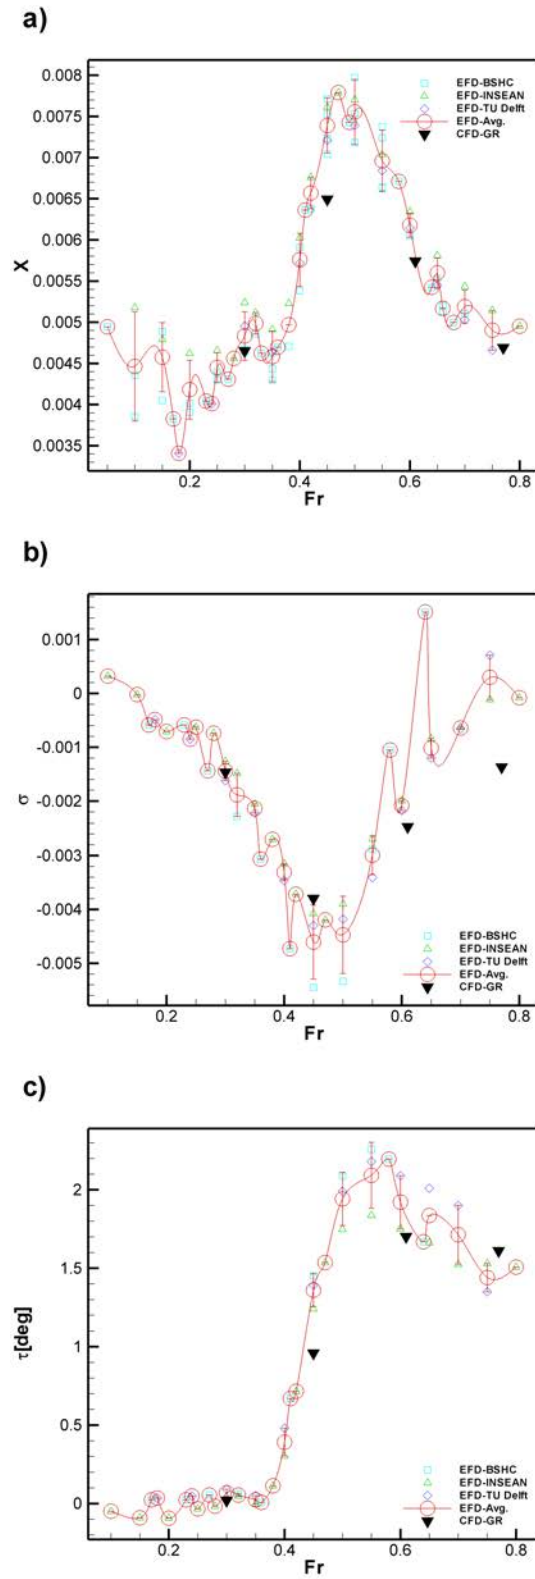 a)
0.008
0.0075
0.007
0.0065
0.006
0.0055
0.005
0.0045
0.004
0.0035
X
EFD-BSHC
EFD-INSEAN
EFD-TU Delft
EFD-Avg.
CFD-GR
0.2 0.4 0.6 0.8
Fr
b)
0.001
0
-0.001
-0.002
-0.003
-0.004
-0.005
σ
EFD-BSHC
EFD-INSEAN
EFD-TU Delft
EFD-Avg.
CFD-GR
0.2 0.4 0.6 0.8
Fr
c)
2
1.5
1
0.5
0
τ[deg]
EFD-BSHC
EFD-INSEAN
EFD-TU Delft
EFD-Avg.
CFD-GR
0.2 0.4 0.6 0.8
Fr